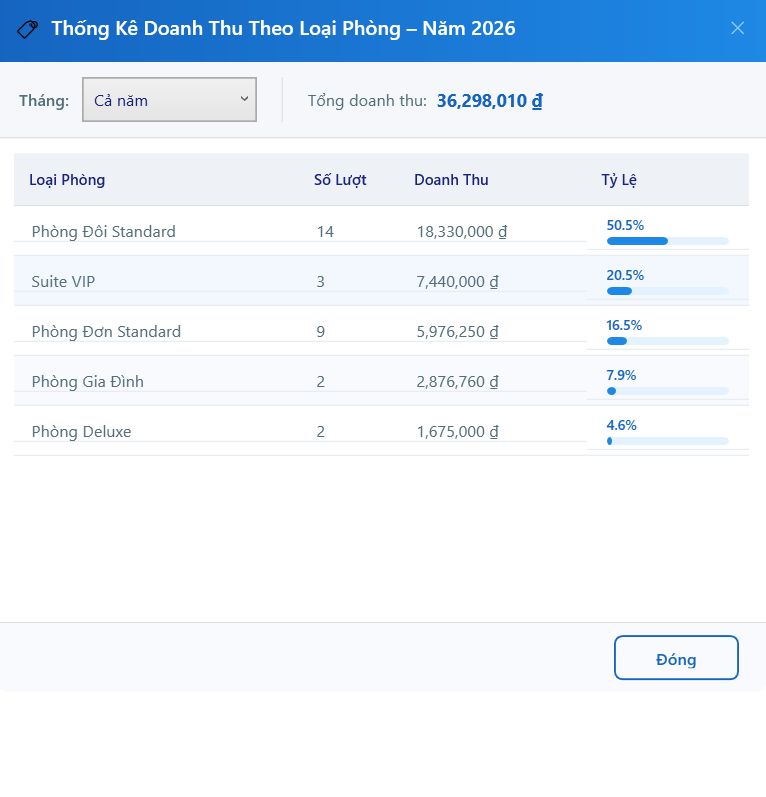 Thống Kê Doanh Thu Theo Loại Phòng – Năm 2026
Tháng: Cả năm Tổng doanh thu: 36,298,010 ₫
Loại Phòng Số Lượt Doanh Thu Tỷ Lệ
Phòng Đôi Standard 14 18,330,000 ₫ 50.5%
Suite VIP 3 7,440,000 ₫ 20.5%
Phòng Đơn Standard 9 5,976,250 ₫ 16.5%
Phòng Gia Đình 2 2,876,760 ₫ 7.9%
Phòng Deluxe 2 1,675,000 ₫ 4.6%
Đóng